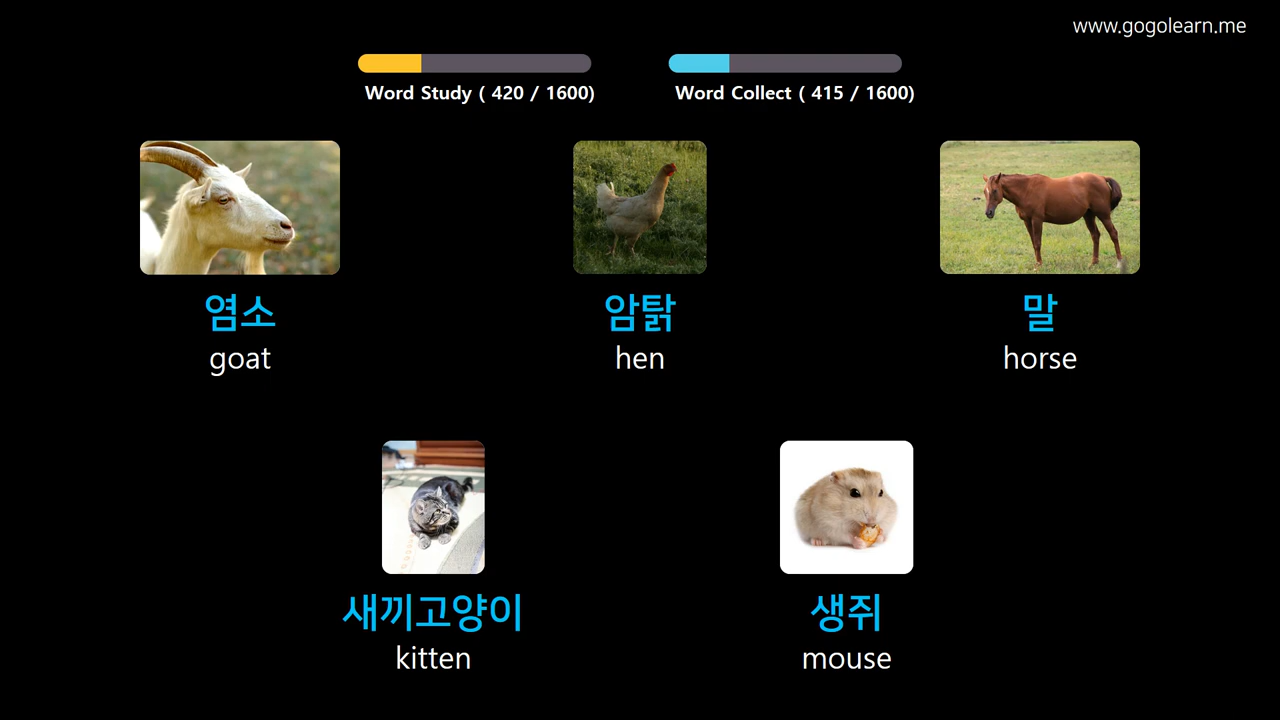 www.gogolearn.me
Word Study ( 420 / 1600)
Word Collect ( 415 / 1600)
염소
goat
암탉
hen
말
horse
새끼고양이
kitten
생쥐
mouse